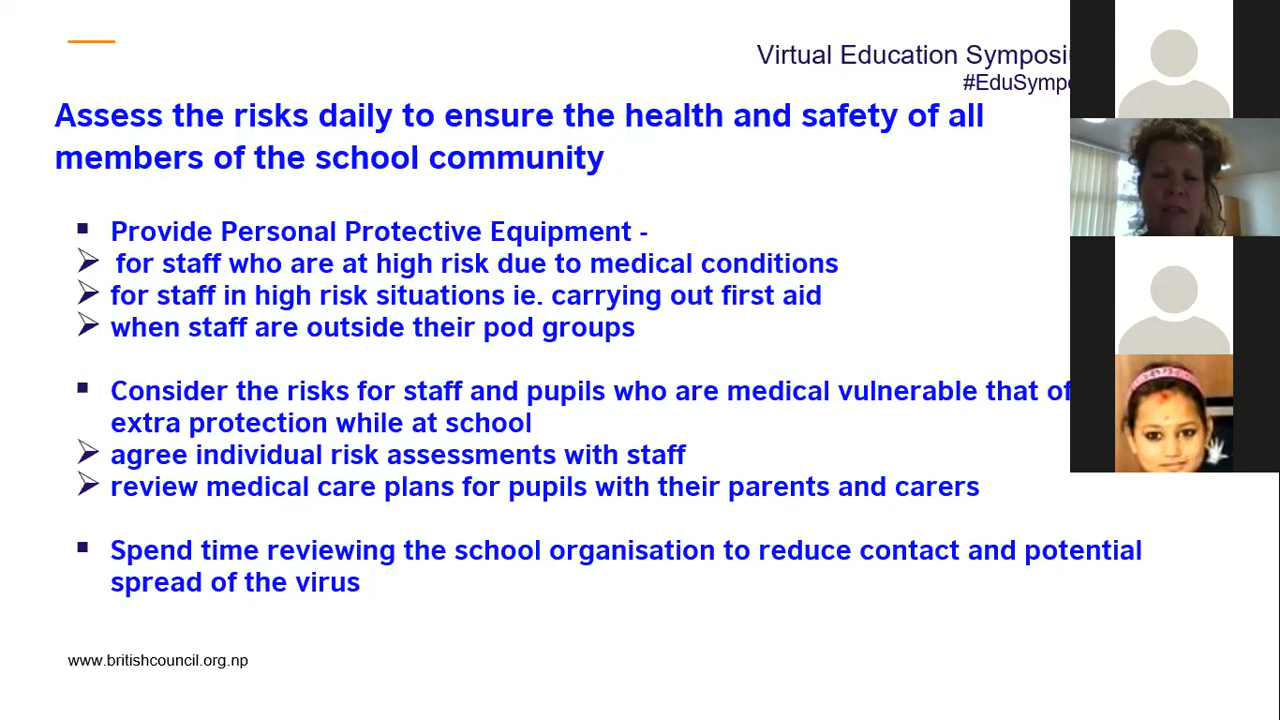 Virtual Education
#EduSymp
Assess the risks daily to ensure the health and safety of all
members of the school community
Provide Personal Protective Equipment -
for staff who are at high risk due to medical conditions
for staff in high risk situations ie. carrying out first aid
when staff are outside their pod groups
Consider the risks for staff and pupils who are medical vulnerable that
extra protection while at school
agree individual risk assessments with staff
review medical care plans for pupils with their parents and carers
Spend time reviewing the school organisation to reduce contact and potential
spread of the virus
www.britishcouncil.org.np